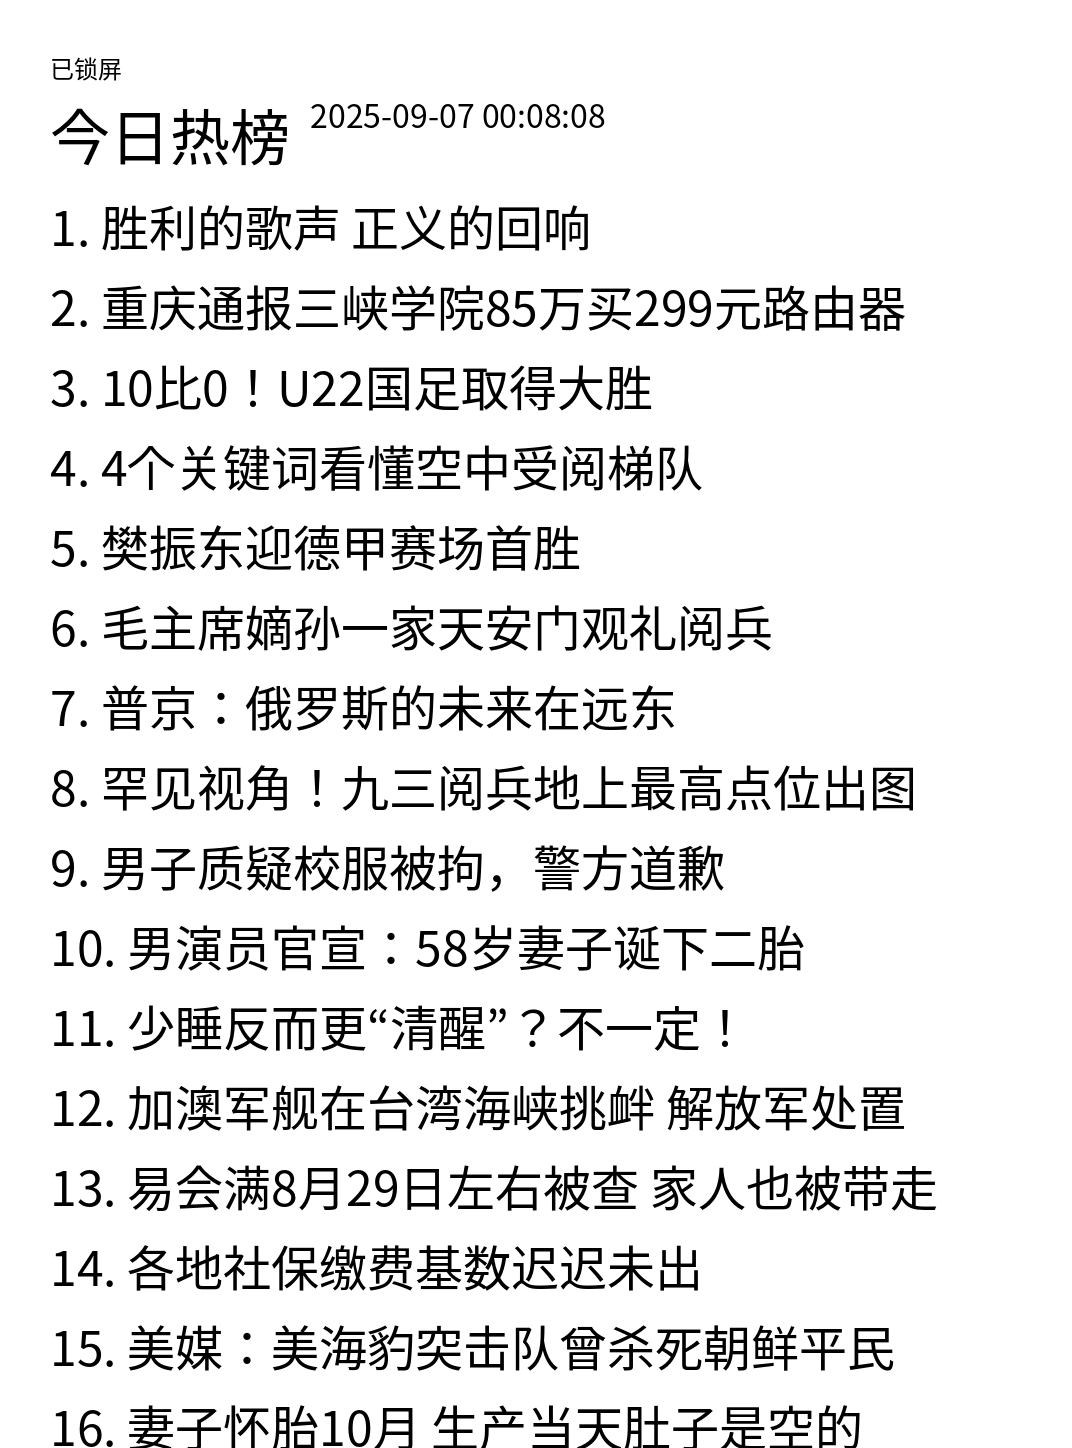 已锁屏
今日热榜 2025-09-07 00:08:08
1. 胜利的歌声 正义的回响
2. 重庆通报三峡学院85万买299元路由器
3. 10比0！U22国足取得大胜
4. 4个关键词看懂空中受阅梯队
5. 樊振东迎德甲赛场首胜
6. 毛主席嫡孙一家天安门观礼阅兵
7. 普京：俄罗斯的未来在远东
8. 罕见视角！九三阅兵地上最高点位出图
9. 男子质疑校服被拘，警方道歉
10. 男演员官宣：58岁妻子诞下二胎
11. 少睡反而更“清醒”？不一定！
12. 加澳军舰在台湾海峡挑衅 解放军处置
13. 易会满8月29日左右被查 家人也被带走
14. 各地社保缴费基数迟迟未出
15. 美媒：美海豹突击队曾杀死朝鲜平民
16. 妻子怀胎10月 生产当天肚子是空的